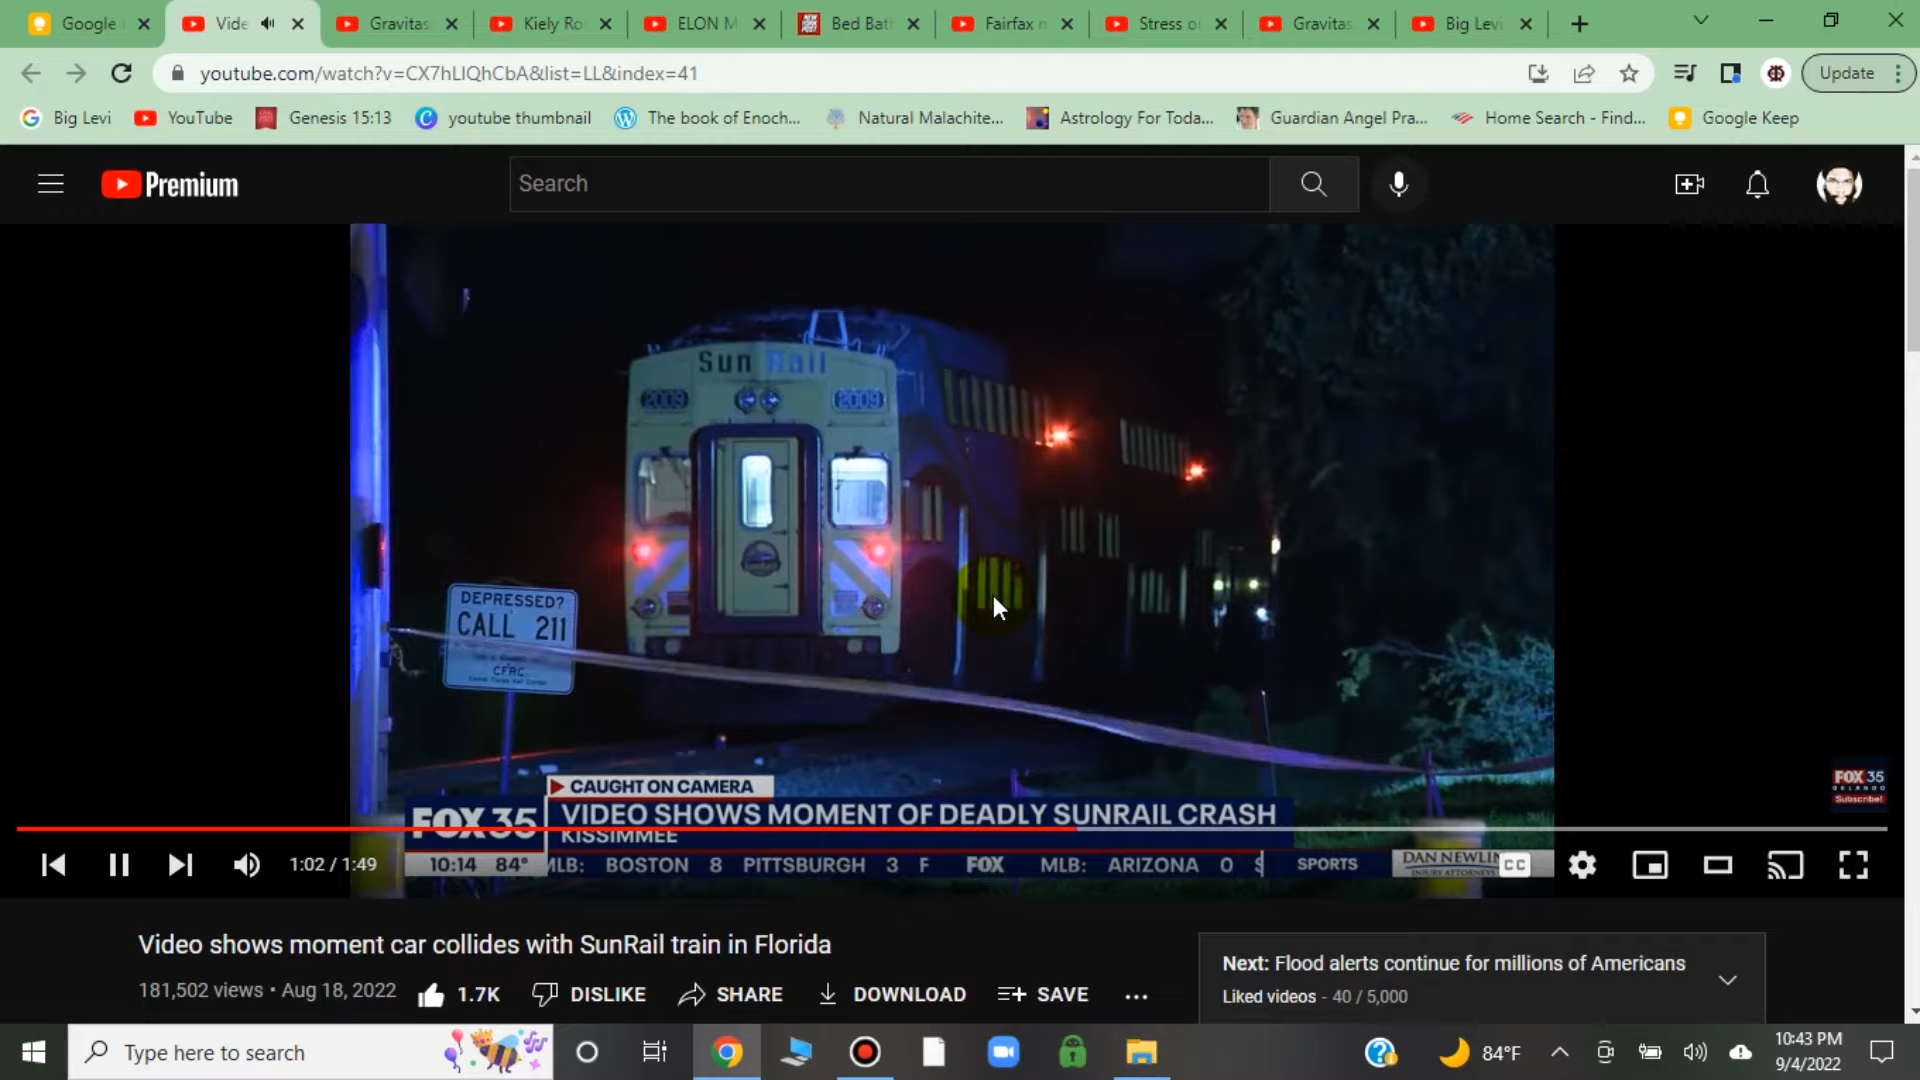 Google
Vide
Gravitas
Kiely Ro
ELON M
Bed Bat
Fairfax n
Stress o
Gravitas
Big Levi
youtube.com/watch?v=CX7hLIQhCbA&list=LL&index=41
Update
Big Levi
YouTube
Genesis 15:13
youtube thumbnail
The book of Enoch...
Natural Malachite...
Astrology For Toda...
Guardian Angel Pra...
Home Search - Find...
Google Keep
Premium
Search
Sun Rail
2009
2009
SunRail
DEPRESSED?
CALL 211
CFRC
CAUGHT ON CAMERA
FOX 35
VIDEO SHOWS MOMENT OF DEADLY SUNRAIL CRASH
KISSIMMEE
10:14 84°
MLB: BOSTON 8 PITTSBURGH 3 F FOX MLB: ARIZONA 0
SPORTS
DAN NEWLIN
INJURY ATTORNEYS
FOX 35
ORLANDO
Subscribe!
1:02 / 1:49
CC
Video shows moment car collides with SunRail train in Florida
181,502 views • Aug 18, 2022
1.7K
DISLIKE
SHARE
DOWNLOAD
SAVE
Next: Flood alerts continue for millions of Americans
Liked videos - 40 / 5,000
Type here to search
84°F
10:43 PM
9/4/2022